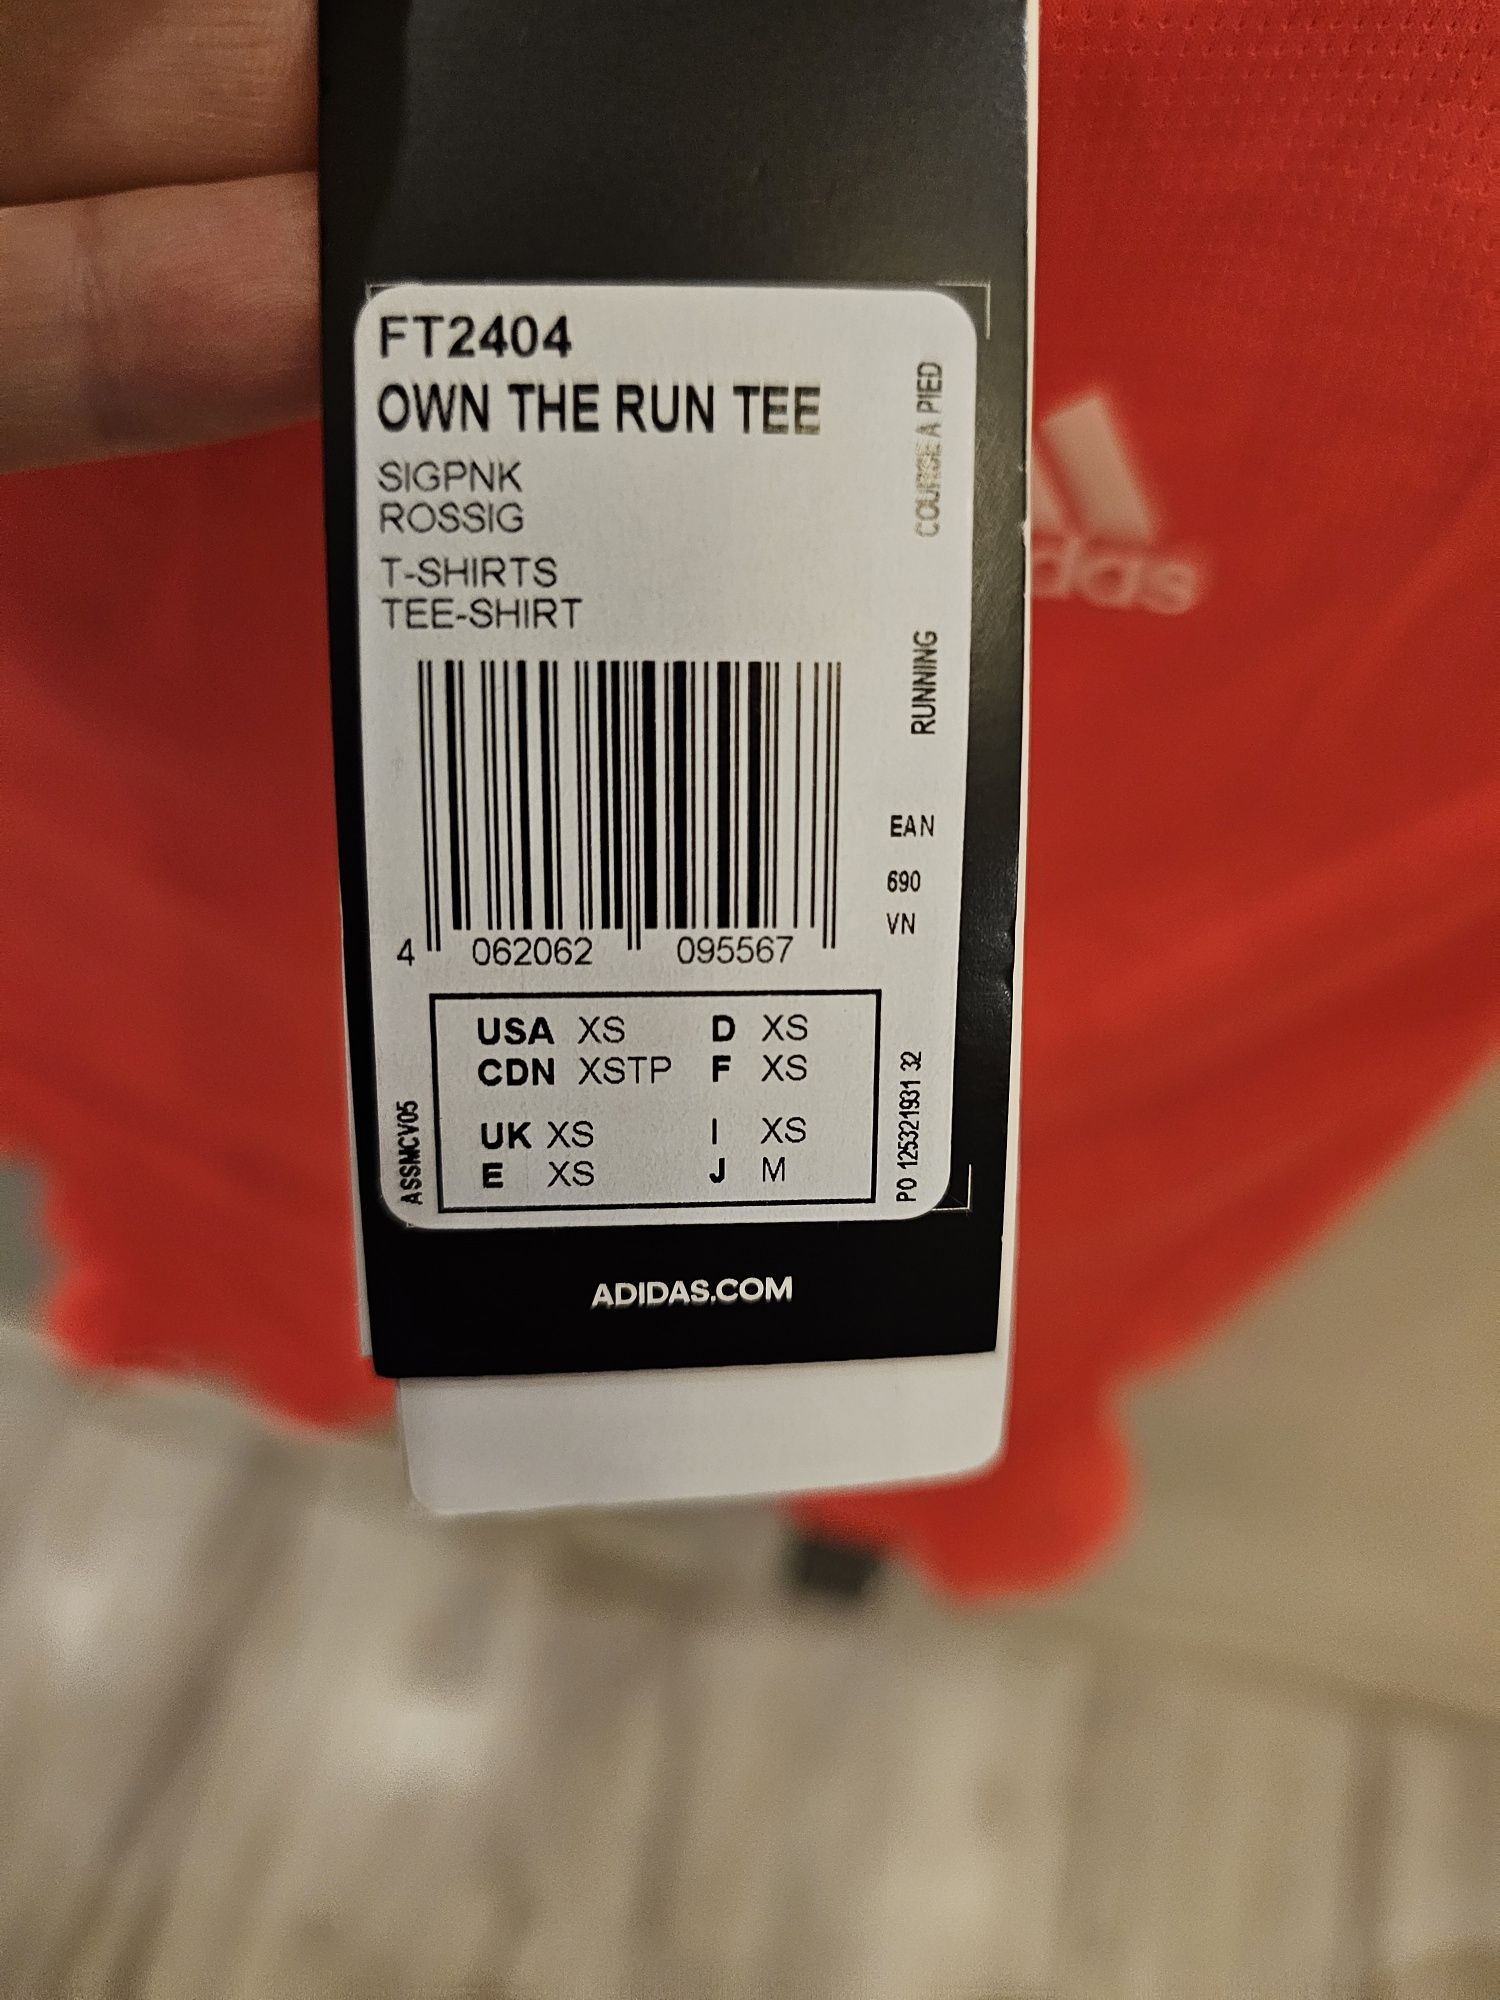 FT2404
OWN THE RUN TEE
SIGPNK
ROSSIG
T-SHIRTS
TEE-SHIRT
COURSE A PIED
RUNNING
EAN
690
VN
4 062062 095567
USA XS D XS
CDN XSTP F XS
UK XS I XS
E XS J M
ASSMCV05
PO 125321931 32
ADIDAS.COM